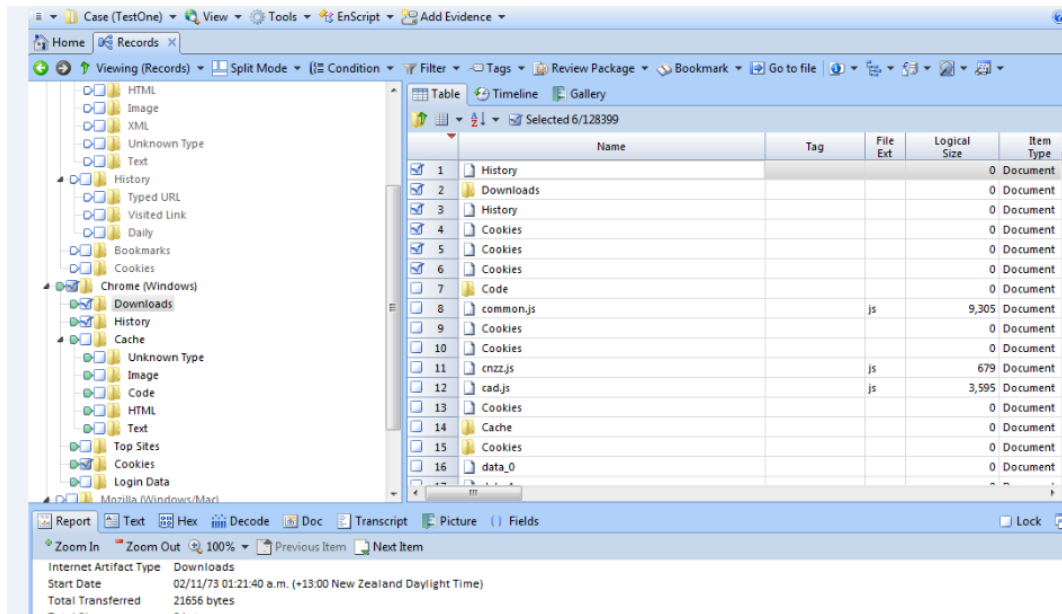 Case (TestOne) View Tools EnScript Add Evidence
Home Records
Viewing (Records) Split Mode Condition Filter Tags Review Package Bookmark Go to file
HTML
Image
XML
Unknown Type
Text
History
Typed URL
Visited Link
Daily
Bookmarks
Cookies
Chrome (Windows)
Downloads
History
Cache
Unknown Type
Image
Code
HTML
Text
Top Sites
Cookies
Login Data
Mozilla (Windows/Mac)
Table Timeline Gallery
Selected 6/128399
Name Tag File Ext Logical Size Item Type
1 History 0 Document
2 Downloads 0 Document
3 History 0 Document
4 Cookies 0 Document
5 Cookies 0 Document
6 Cookies 0 Document
7 Code 0 Document
8 common.js js 9,305 Document
9 Cookies 0 Document
10 Cookies 0 Document
11 cnzz.js js 679 Document
12 cad.js js 3,595 Document
13 Cookies 0 Document
14 Cache 0 Document
15 Cookies 0 Document
16 data_0 0 Document
Report Text Hex Decode Doc Transcript Picture Fields Lock
Zoom In Zoom Out 100% Previous Item Next Item
Internet Artifact Type Downloads
Start Date 02/11/73 01:21:40 a.m. (+13:00 New Zealand Daylight Time)
Total Transferred 21656 bytes